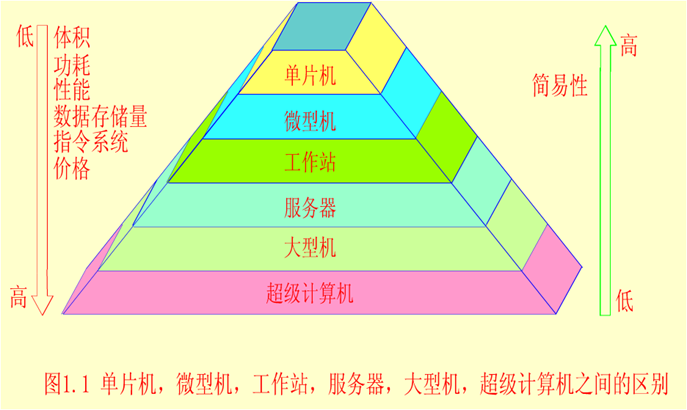 低
体积
功耗
性能
数据存储量
指令系统
价格
高
单片机
微型机
工作站
服务器
大型机
超级计算机
高
简易性
低
图1.1 单片机，微型机，工作站，服务器，大型机，超级计算机之间的区别